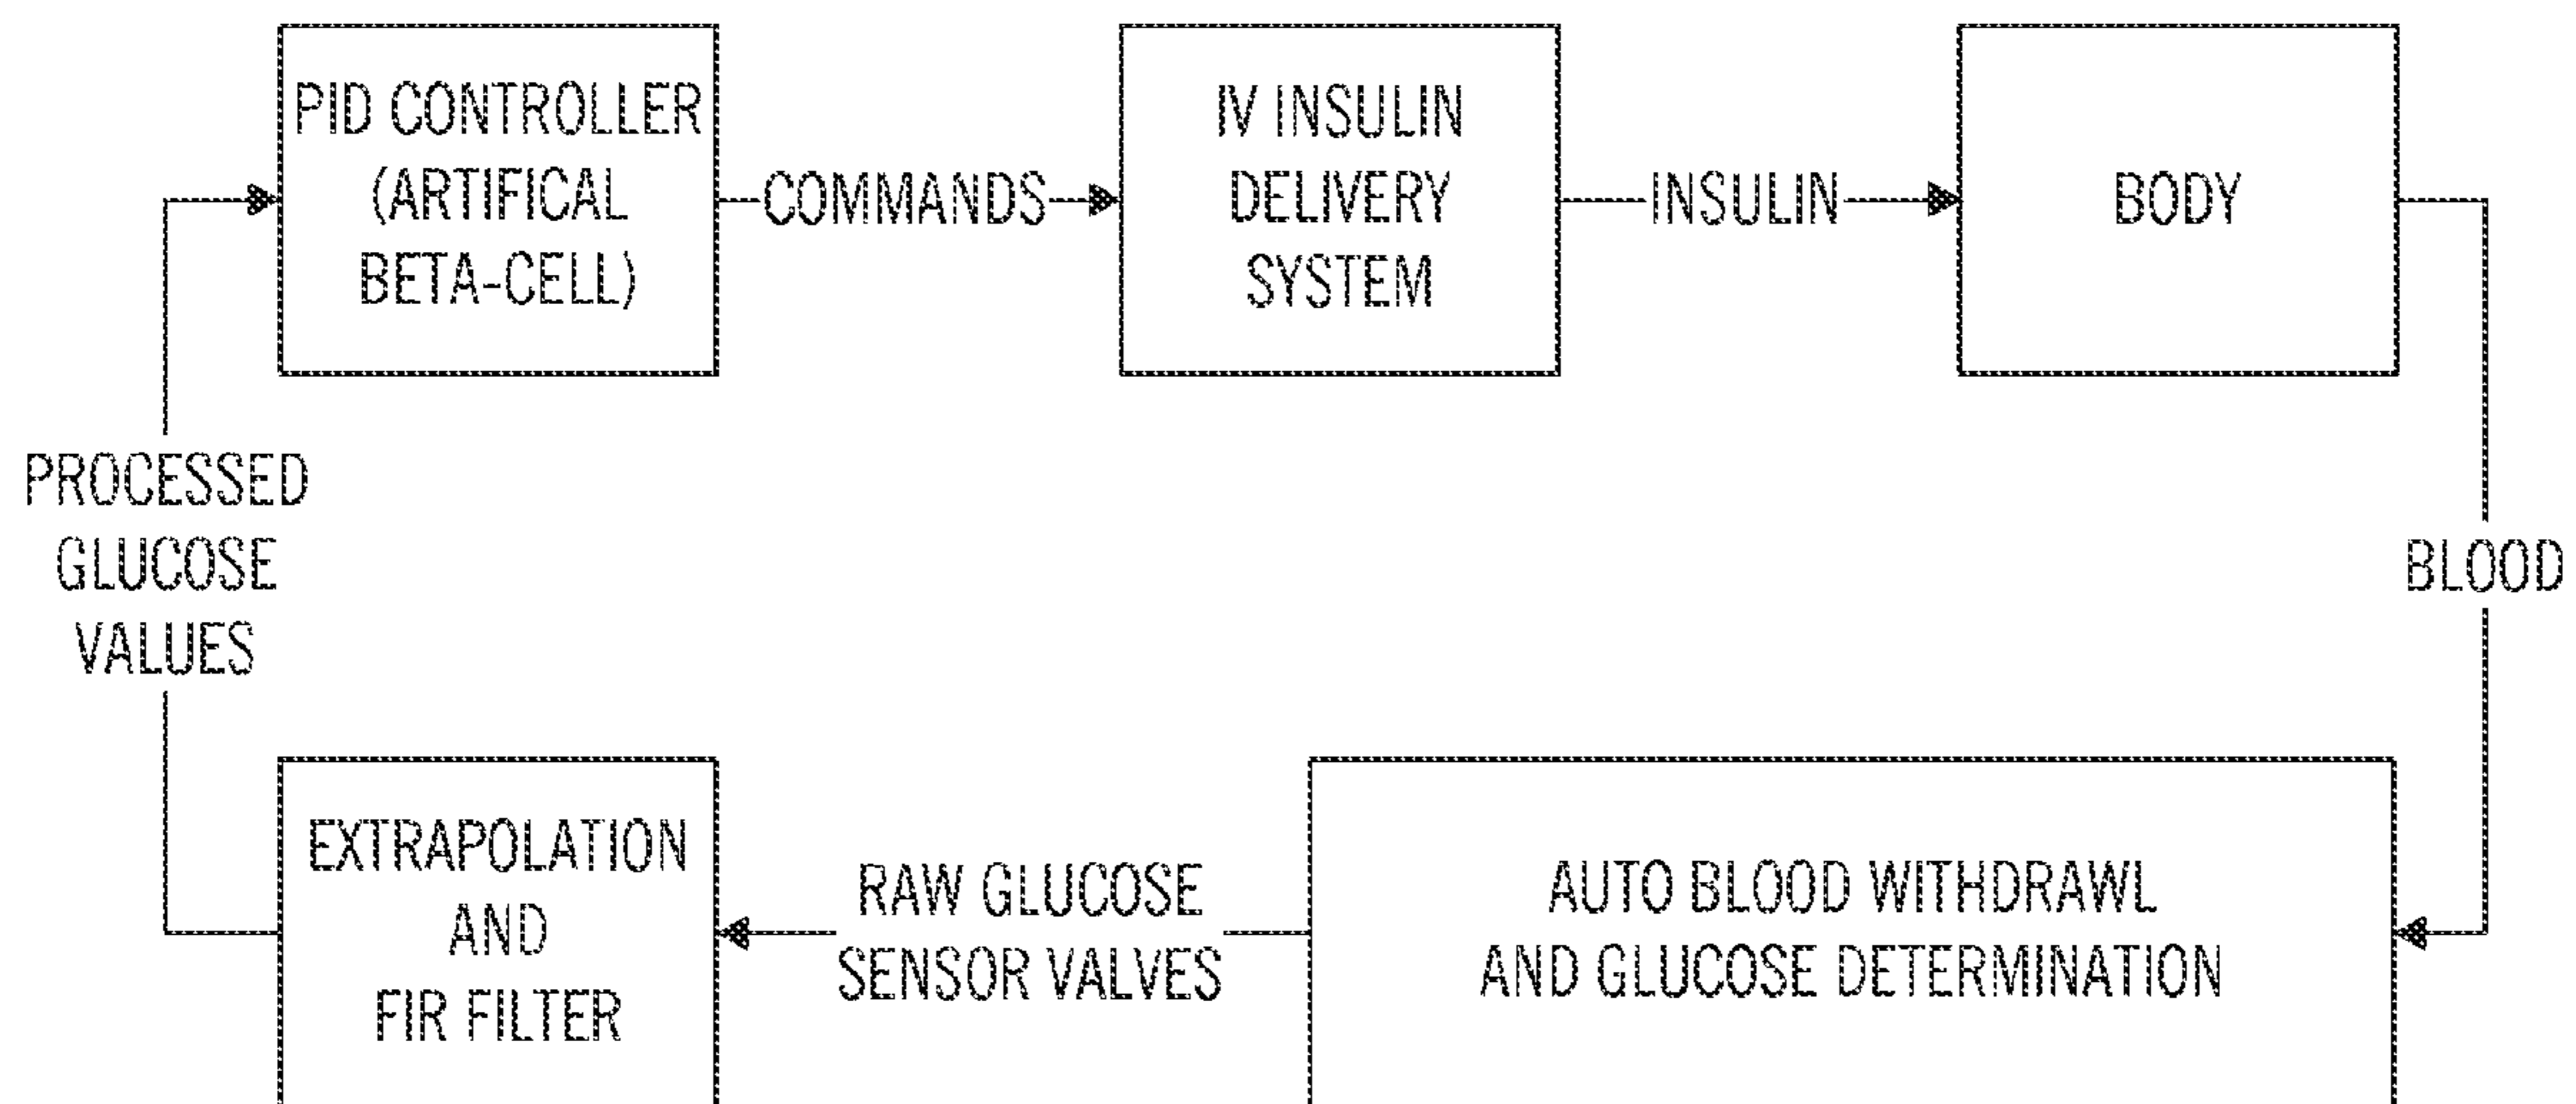 PID CONTROLLER
(ARTIFICAL
BETA-CELL)
COMMANDS
IV INSULIN
DELIVERY
SYSTEM
INSULIN
BODY
PROCESSED
GLUCOSE
VALUES
BLOOD
EXTRAPOLATION
AND
FIR FILTER
RAW GLUCOSE
SENSOR VALVES
AUTO BLOOD WITHDRAWL
AND GLUCOSE DETERMINATION